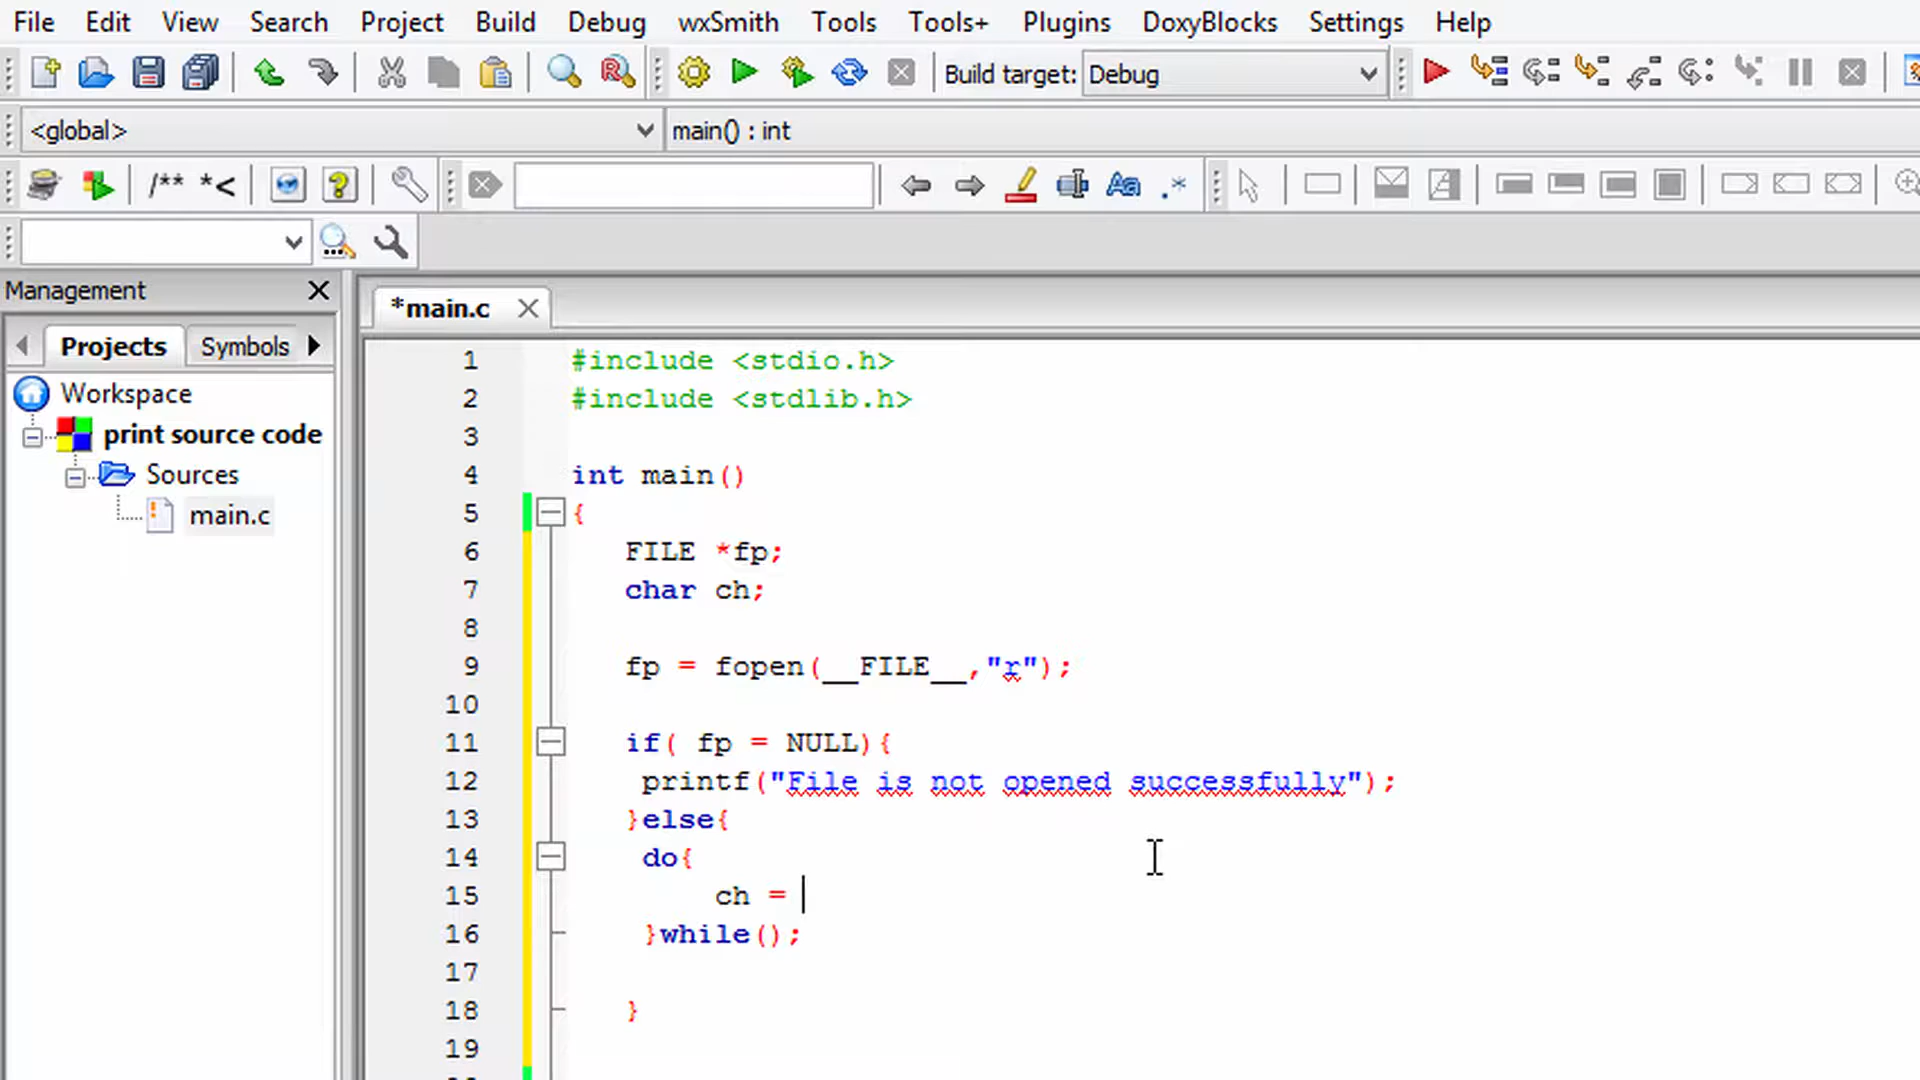 File Edit View Search Project Build Debug wxSmith Tools Tools+ Plugins DoxyBlocks Settings Help
Build target: Debug
<global> main() : int
/** *<
Aa .*
Management
*main.c
Projects Symbols
Workspace
print source code
Sources
main.c
1 #include <stdio.h>
2 #include <stdlib.h>
3
4 int main()
5 {
6 FILE *fp;
7 char ch;
8
9 fp = fopen(__FILE__,"r");
10
11 if( fp = NULL){
12 printf("File is not opened successfully");
13 }else{
14 do{
15 ch =
16 }while();
17
18 }
19